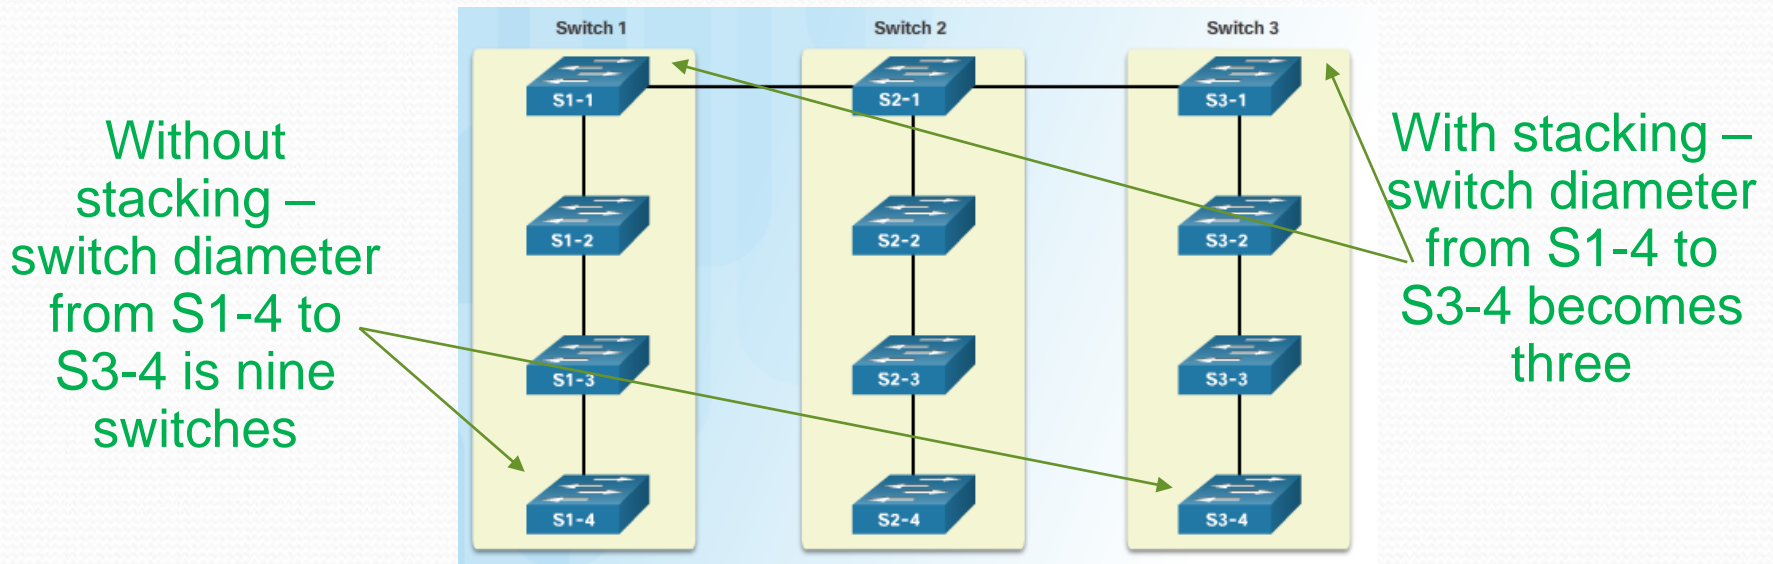 Switch 1
Switch 2
Switch 3
Without
stacking –
switch diameter
from S1-4 to
S3-4 is nine
switches
S1-1
S2-1
S3-1
S1-2
S2-2
S3-2
S1-3
S2-3
S3-3
S1-4
S2-4
S3-4
With stacking –
switch diameter
from S1-4 to
S3-4 becomes
three